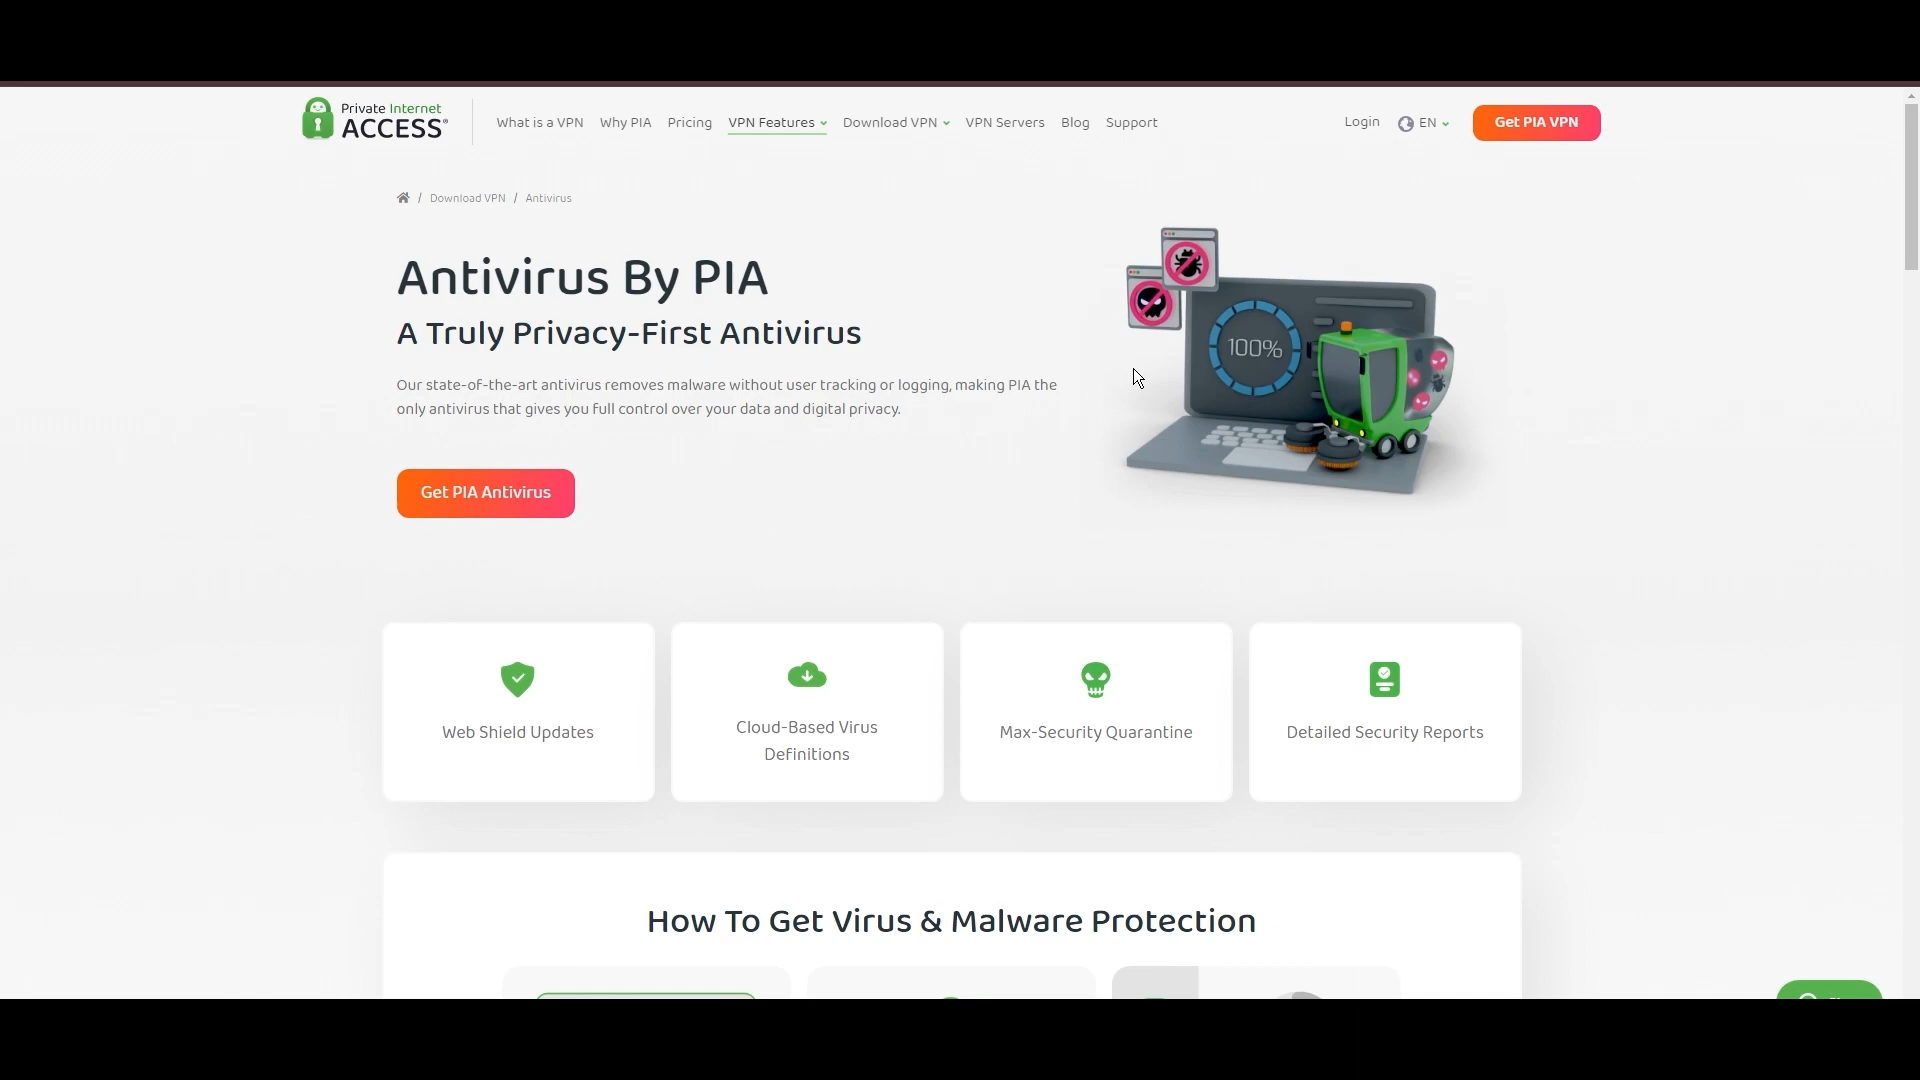 Private Internet
ACCESS®
What is a VPN
Why PIA
Pricing
VPN Features
Download VPN
VPN Servers
Blog
Support
Login
EN
Get PIA VPN
/ Download VPN / Antivirus
Antivirus By PIA
A Truly Privacy-First Antivirus
Our state-of-the-art antivirus removes malware without user tracking or logging, making PIA the
only antivirus that gives you full control over your data and digital privacy.
Get PIA Antivirus
100%
Web Shield Updates
Cloud-Based Virus
Definitions
Max-Security Quarantine
Detailed Security Reports
How To Get Virus & Malware Protection